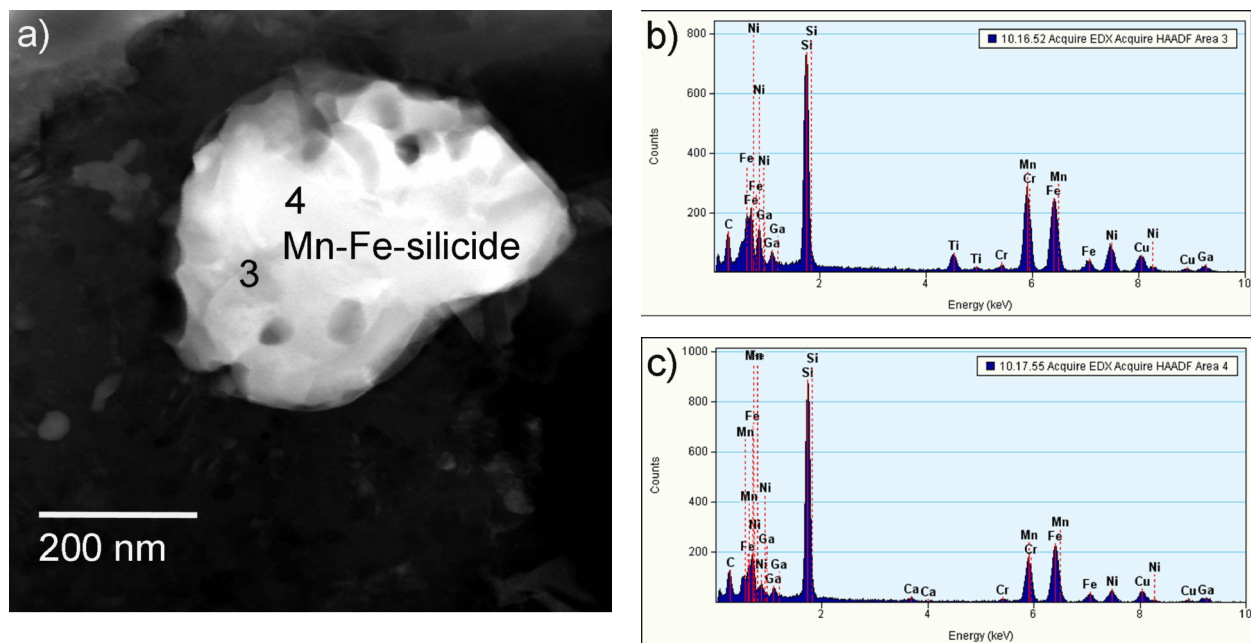 a)
4
Mn-Fe-silicide
3
200 nm
b)
10.16.52 Acquire EDX Acquire HAADF Area 3
Counts
800
600
400
200
Ni
Si
Si
Ni
Fe
Ni
Fe
Fe
Ga
Ga
Ga
C
Mn
Cr
Mn
Fe
Ti
Ti
Cr
Fe
Ni
Cu
Ni
Cu
Ga
2
4
6
8
10
Energy (keV)
c)
10.17.55 Acquire EDX Acquire HAADF Area 4
Counts
1000
800
600
400
200
Si
Si
Fe
Mn
Ni
Mn
Ni
Ga
Fe
Ni
Ga
Ga
C
Ca
Ca
Cr
Mn
Cr
Mn
Fe
Fe
Ni
Cu
Ni
Cu
Ga
2
4
6
8
10
Energy (keV)